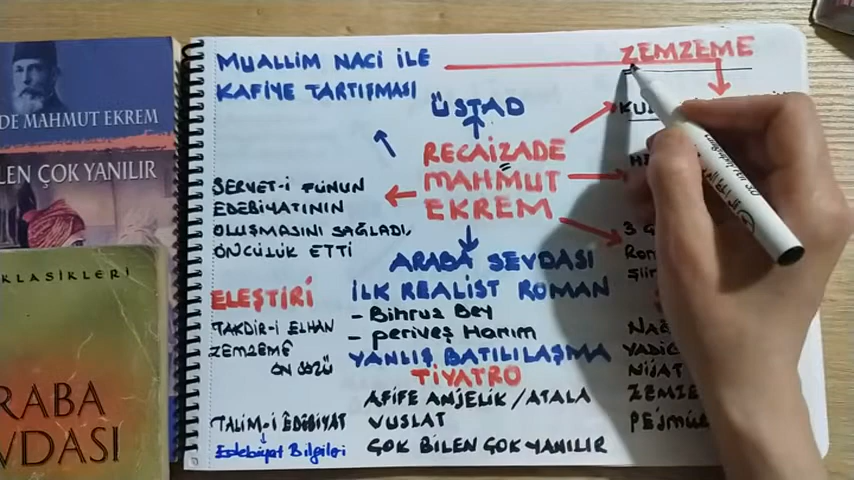 MUALLİM NACİ İLE
KAFİYE TARTIŞMASI
ZEMZEME
ÜSTAD
RECAİZADE
MAHMUT
EKREM
SERVET-İ FÜNUN
EDEBİYATININ
OLUŞMASINI SAĞLADI,
ÖNCÜLÜK ETTİ
ARABA SEVDASI
İLK REALİST ROMAN
- Bihruz Bey
- Periveş Hanım
YANLIŞ BATILILAŞMA
ELEŞTİRİ
TAKDİR-İ ELHAN
ZEMZEME
ÖN SÖZÜ
TALİM-İ EDEBİYAT
Edebiyat Bilgileri
TİYATRO
AFİFE ANJELİK / ATALA
VUSLAT
ÇOK BİLEN ÇOK YANILIR
3
NİJAT
DE MAHMUT EKREM
LEN ÇOK YANILIR
KLASİKLERİ
RABA
VDASI